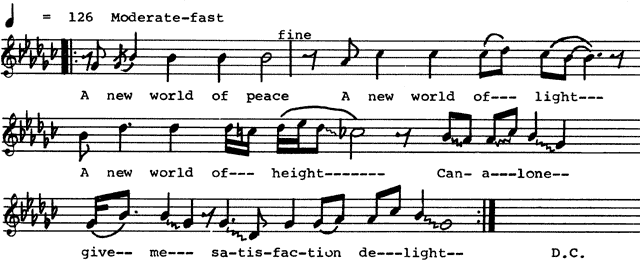 = 126 Moderate-fast
fine
A new world of peace A new world of--- light---
A new world of--- height------- Can- a---lone--
give-- me--- sa-tis-fac-tion de--light-- D.C.